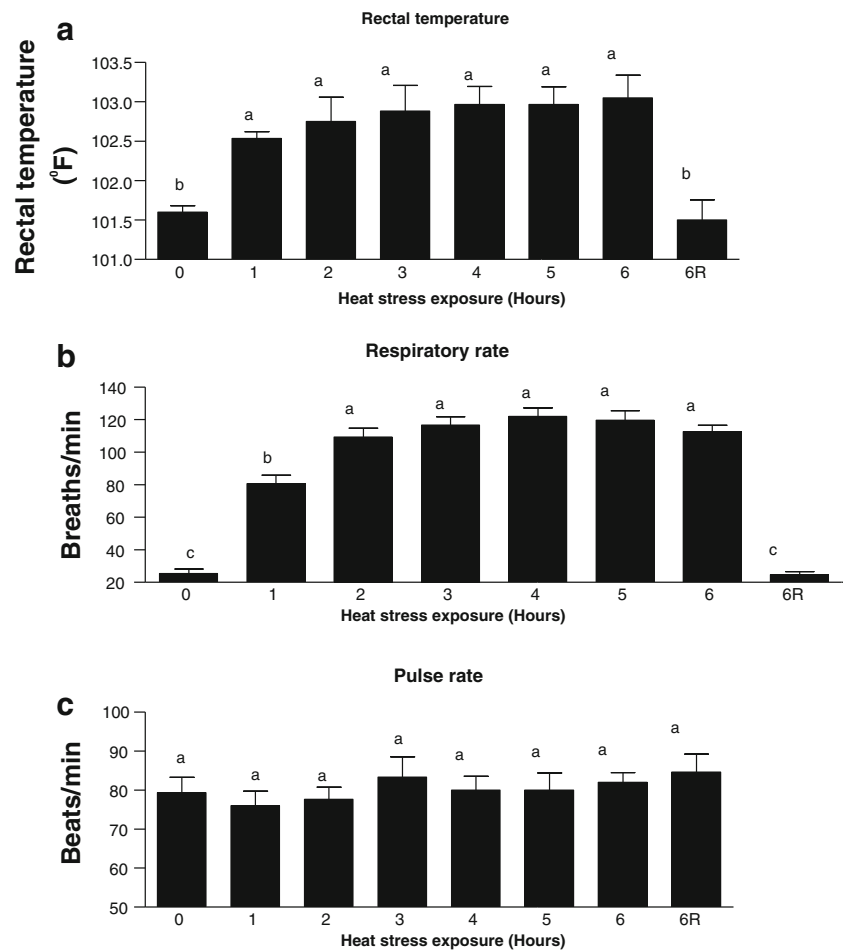 a
Rectal temperature
Rectal temperature
(⁰F)
103.5
103.0
102.5
102.0
101.5
101.0
b a a a a a a b
0 1 2 3 4 5 6 6R
Heat stress exposure (Hours)
b
Respiratory rate
Breaths/min
140
120
100
80
60
40
20
c b a a a a a c
0 1 2 3 4 5 6 6R
Heat stress exposure (Hours)
c
Pulse rate
Beats/min
100
90
80
70
60
50
a a a a a a a a
0 1 2 3 4 5 6 6R
Heat stress exposure (Hours)